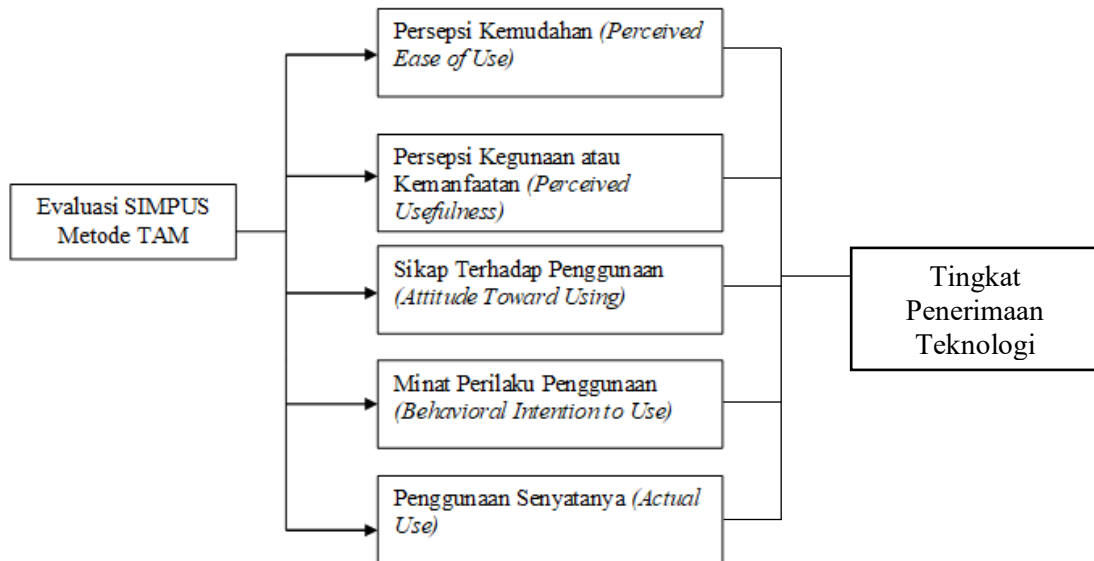 Persepsi Kemudahan (Perceived
Ease of Use)
Persepsi Kegunaan atau
Kemanfaatan (Perceived
Usefulness)
Evaluasi SIMPUS
Metode TAM
Sikap Terhadap Penggunaan
(Attitude Toward Using)
Tingkat
Penerimaan
Teknologi
Minat Perilaku Penggunaan
(Behavioral Intention to Use)
Penggunaan Senyatanya (Actual
Use)